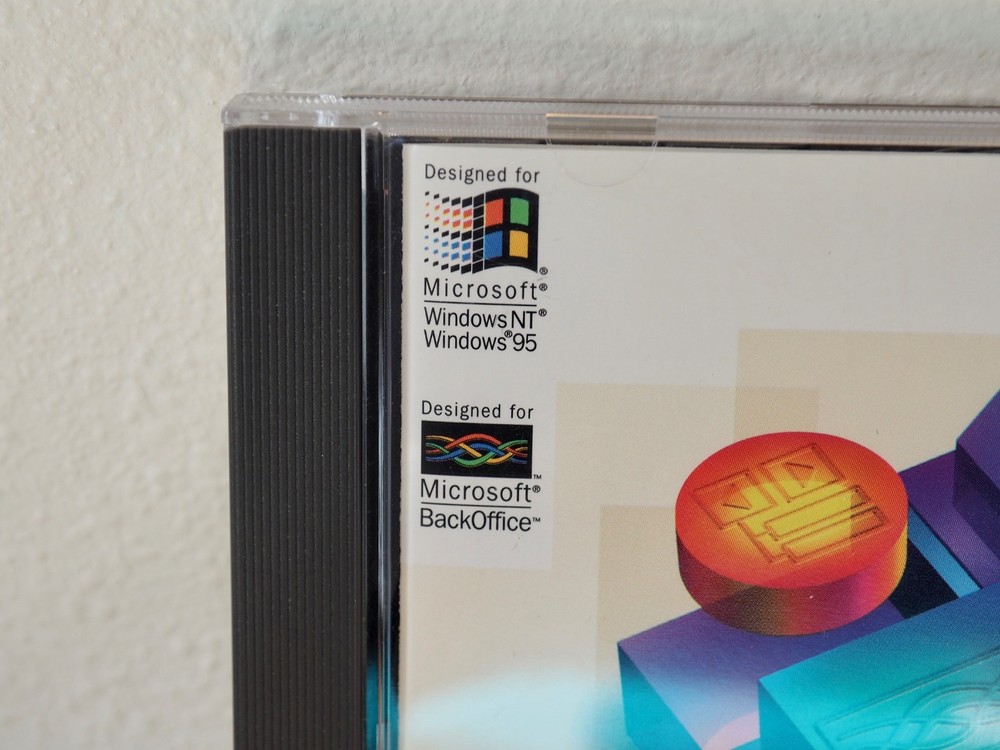 Designed for
Microsoft®
Windows NT®
Windows®95
Designed for
Microsoft®
BackOffice™